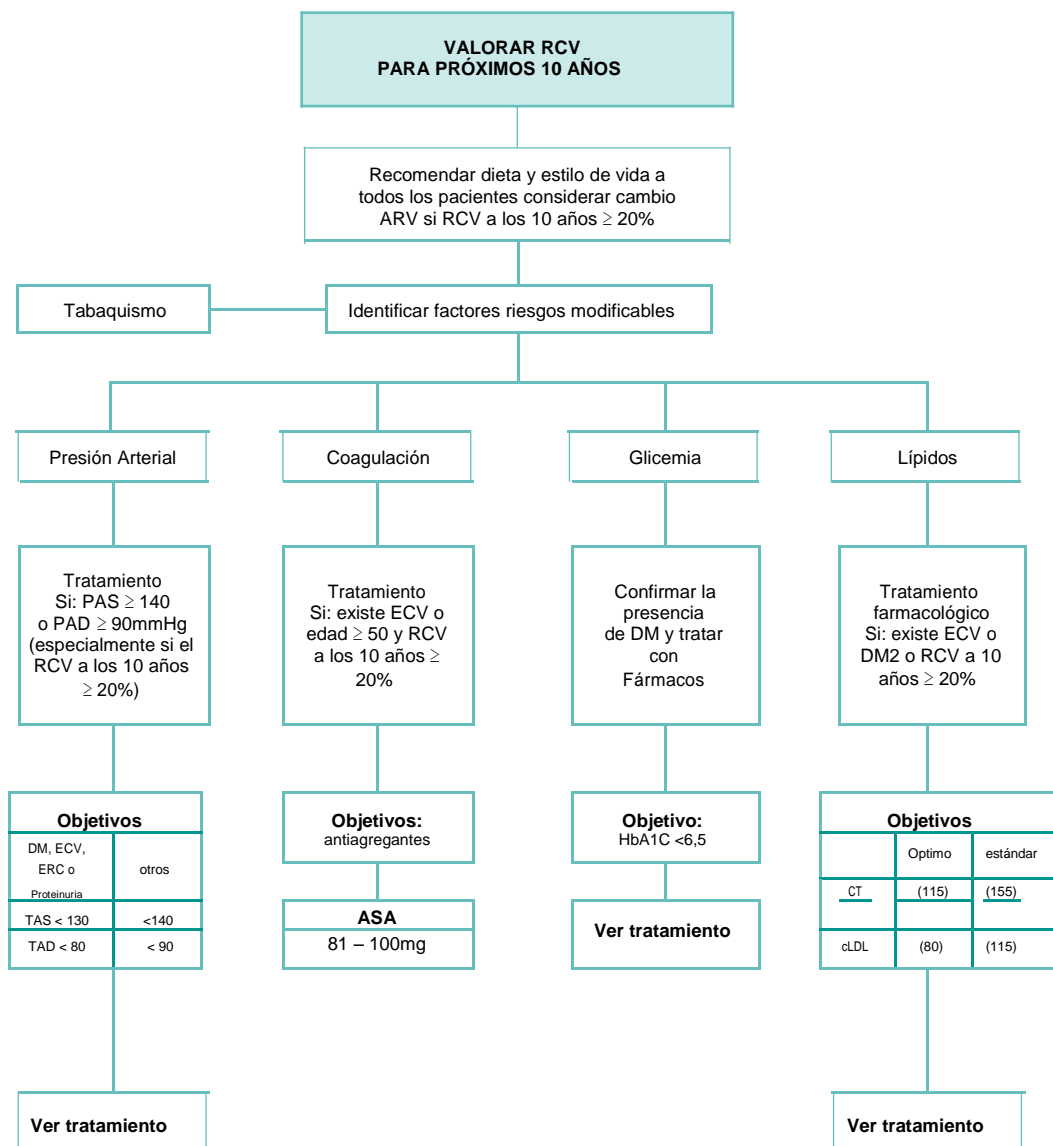 VALORAR RCV
PARA PRÓXIMOS 10 AÑOS
Recomendar dieta y estilo de vida a
todos los pacientes considerar cambio
ARV si RCV a los 10 años ≥ 20%
Tabaquismo
Identificar factores riesgos modificables
Presión Arterial
Coagulación
Glicemia
Lípidos
Tratamiento
Si: PAS ≥ 140
o PAD ≥ 90mmHg
(especialmente si el
RCV a los 10 años
≥ 20%)
Tratamiento
Si: existe ECV o
edad ≥ 50 y RCV
a los 10 años ≥
20%
Confirmar la
presencia
de DM y tratar
con
Fármacos
Tratamiento
farmacológico
Si: existe ECV o
DM2 o RCV a 10
años ≥ 20%
Objetivos
DM, ECV,
ERC o
Proteinuria
otros
TAS < 130
<140
TAD < 80
< 90
Objetivos:
antiagregantes
ASA
81 – 100mg
Objetivo:
HbA1C <6,5
Ver tratamiento
Objetivos
Optimo
estándar
CT
(115)
(155)
cLDL
(80)
(115)
Ver tratamiento
Ver tratamiento